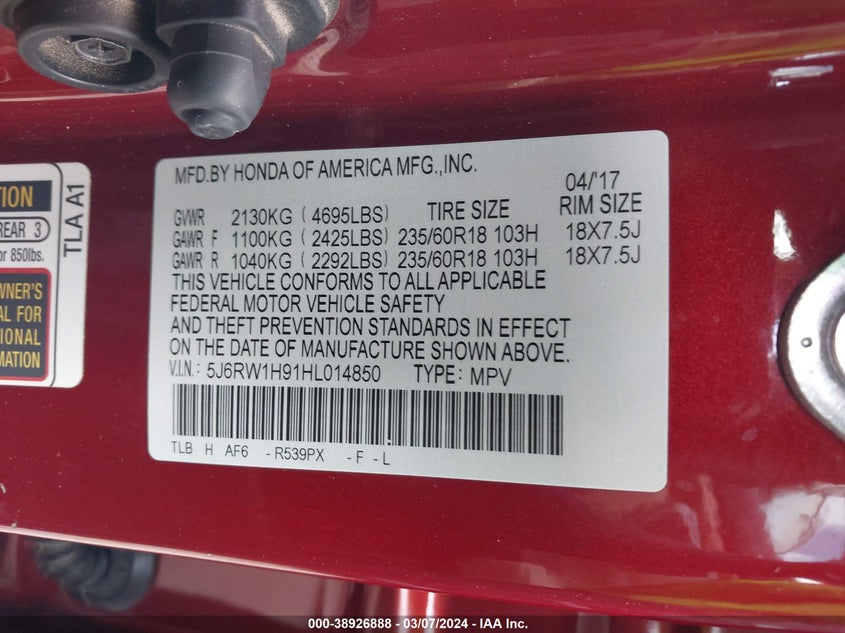 MFD.BY HONDA OF AMERICA MFG.,INC.
04/'17
GVWR 2130KG ( 4695LBS) TIRE SIZE RIM SIZE
GAWR F 1100KG ( 2425LBS) 235/60R18 103H 18X7.5J
GAWR R 1040KG ( 2292LBS) 235/60R18 103H 18X7.5J
THIS VEHICLE CONFORMS TO ALL APPLICABLE
FEDERAL MOTOR VEHICLE SAFETY
AND THEFT PREVENTION STANDARDS IN EFFECT
ON THE DATE OF MANUFACTURE SHOWN ABOVE.
V.I.N.: 5J6RW1H91HL014850 TYPE: MPV
TLB H AF6 - R539PX - F - L
TION
REAR 3
or 850lbs.
WNER'S
AL FOR
IONAL
MATION
TLA A1
000-38926888 - 03/07/2024 - IAA Inc.